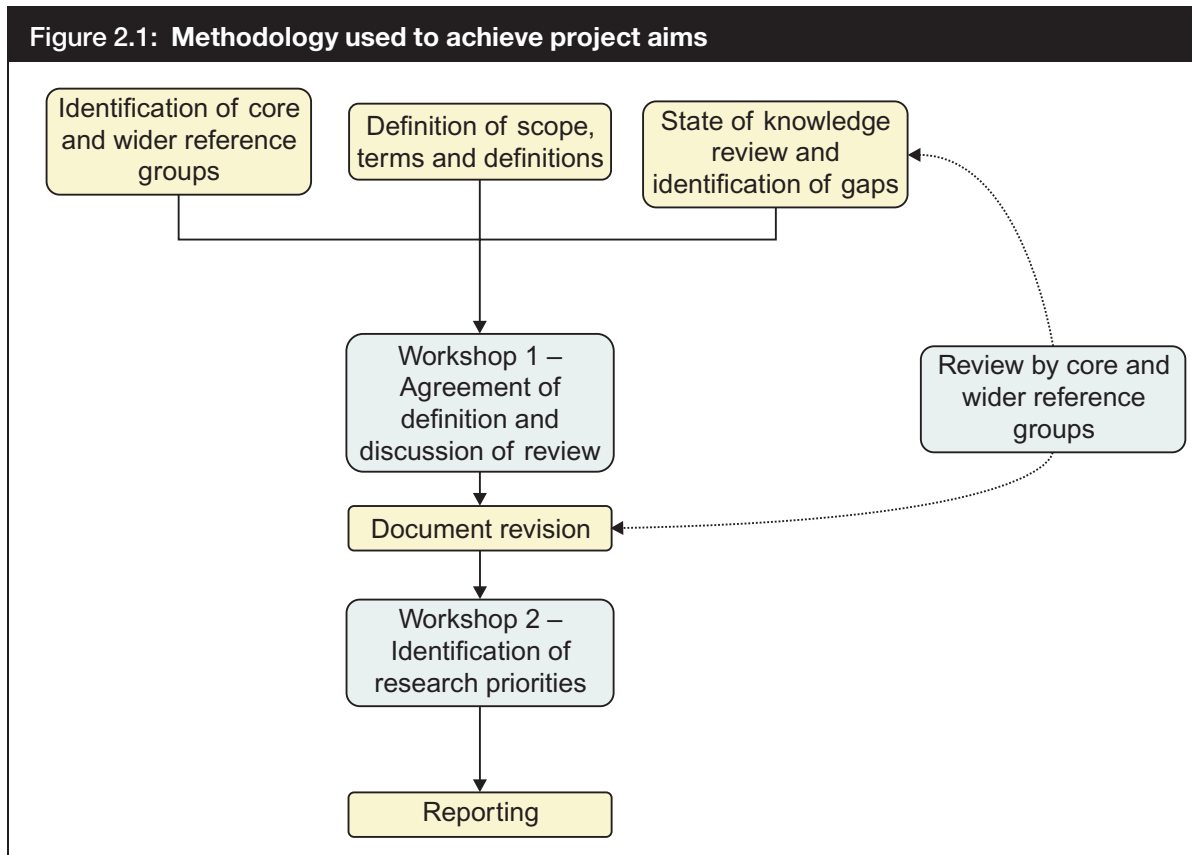 Figure 2.1: Methodology used to achieve project aims
Identification of core
and wider reference
groups
Definition of scope,
terms and definitions
State of knowledge
review and
identification of gaps
Workshop 1 –
Agreement of
definition and
discussion of review
Review by core and
wider reference
groups
Document revision
Workshop 2 –
Identification of
research priorities
Reporting